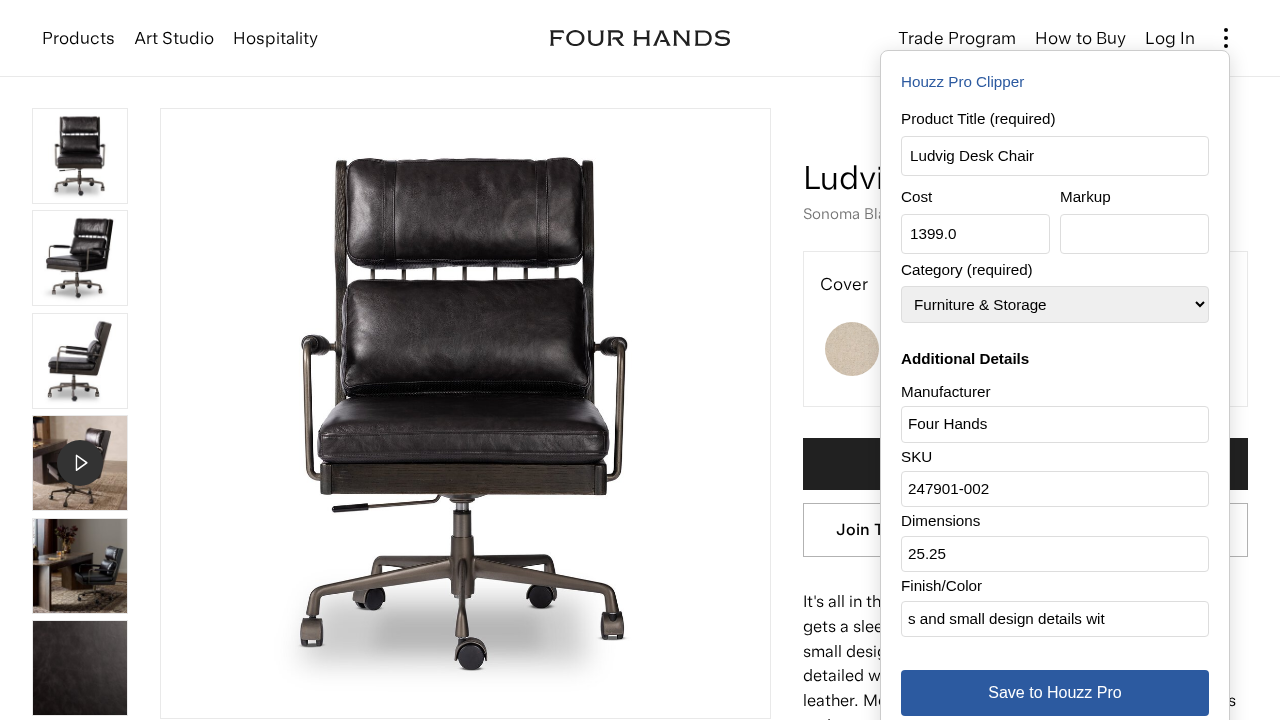 Products Art Studio Hospitality
FOUR HANDS
Trade Program How to Buy Log In
Houzz Pro Clipper
Product Title (required)
Ludvig Desk Chair
Cost Markup
1399.0
Category (required)
Furniture & Storage
Additional Details
Manufacturer
Four Hands
SKU
247901-002
Dimensions
25.25
Finish/Color
s and small design details wit
Save to Houzz Pro
Ludvi
Sonoma Bla
Cover
Join T
It's all in th
gets a slee
small desig
detailed w
leather. Mo